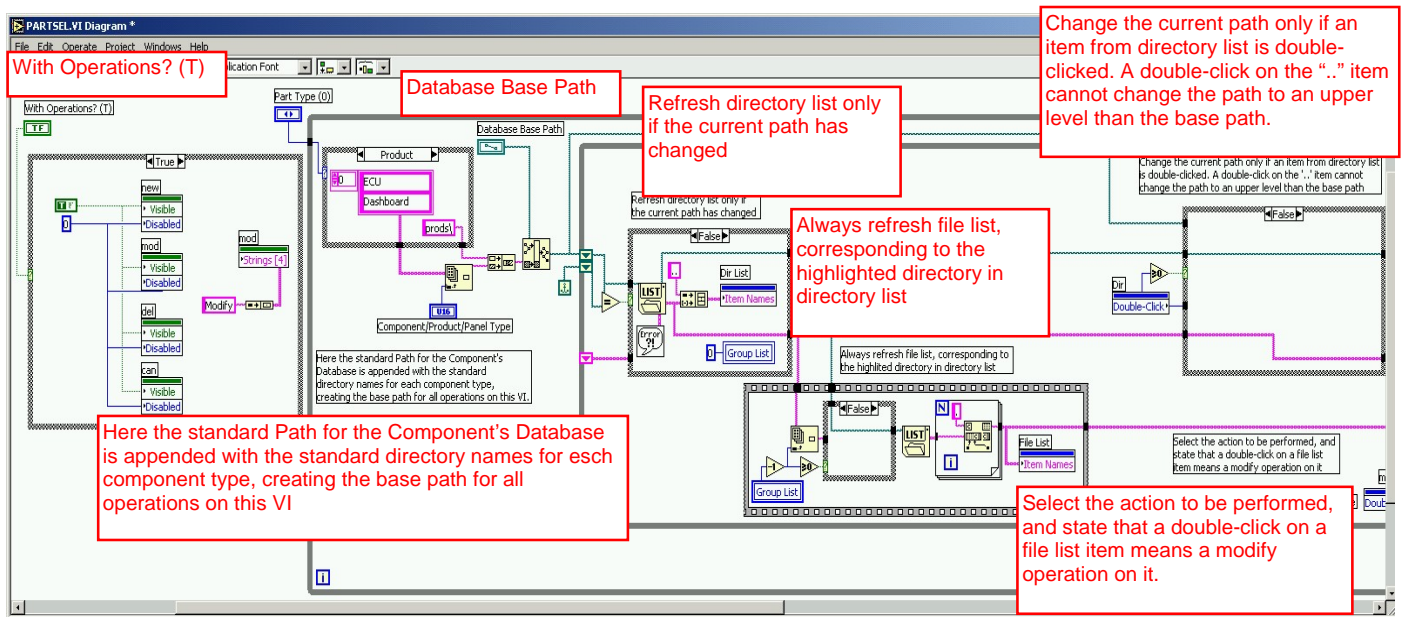 PARTSEL.VI Diagram *
File Edit Operate Project Windows Help
With Operations? (T)
plication Font
Database Base Path
Refresh directory list only
if the current path has
changed
Change the current path only if an
item from directory list is double-
clicked. A double-click on the “..” item
cannot change the path to an upper
level than the base path.
Always refresh file list,
corresponding to the
highlighted directory in
directory list
Here the standard Path for the Component’s Database
is appended with the standard directory names for esch
component type, creating the base path for all
operations on this VI
Select the action to be performed,
and state that a double-click on a
file list item means a modify
operation on it.
With Operations? (T)
TF
True
new
Visible
Disabled
mod
Visible
Disabled
del
Visible
Disabled
can
Visible
Disabled
T F
0
mod
Strings [4]
Modify
Part Type (0)
Product
0
ECU
Dashboard
prods\
Database Base Path
U16
Component/Product/Panel Type
Here the standard Path for the Component's
Database is appended with the standard
directory names for each component type,
creating the base path for all operations on this VI.
i
Refresh directory list only if
the current path has changed
False
LIST
Error
?!
..
Dir List
Item Names
0
Group List
=
Always refresh file list, corresponding to
the highlited directory in directory list
False
-1
≥0
Group List
LIST
N
i
File List
Item Names
Change the current path only if an item from directory list
is double-clicked. A double-click on the '..' item cannot
change the path to an upper level than the base path
False
≥0
Dir
Double-Click
Select the action to be performed, and
state that a double-click on a file list
item means a modify operation on it
m
Doub